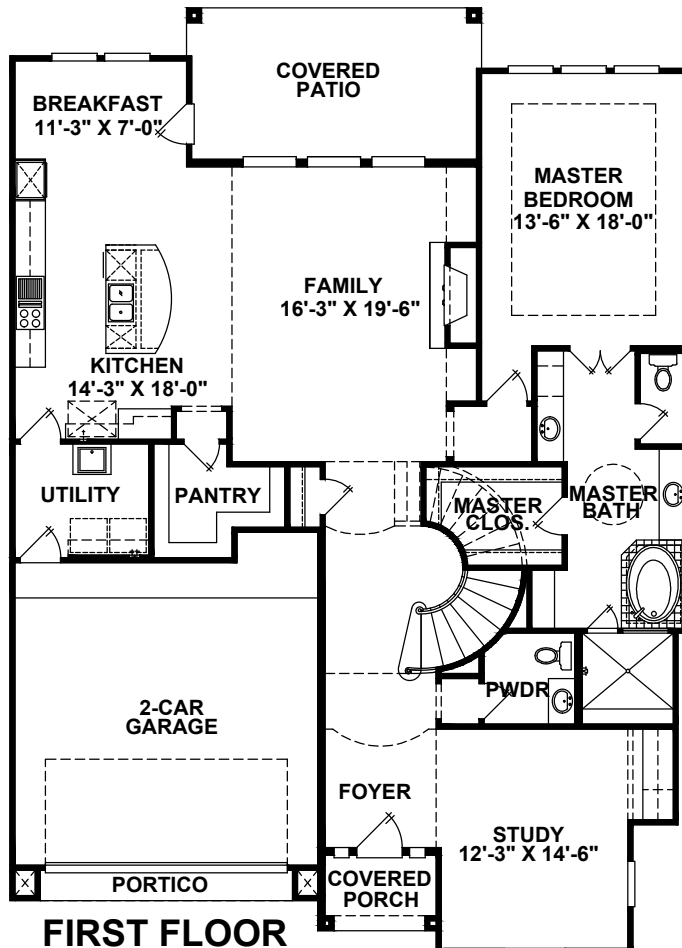 COVERED
PATIO
BREAKFAST
11'-3" X 7'-0"
MASTER
BEDROOM
13'-6" X 18'-0"
FAMILY
16'-3" X 19'-6"
KITCHEN
14'-3" X 18'-0"
UTILITY
PANTRY
MASTER
CLOS.
MASTER
BATH
PWDR
2-CAR
GARAGE
FOYER
STUDY
12'-3" X 14'-6"
PORTICO
COVERED
PORCH
FIRST FLOOR